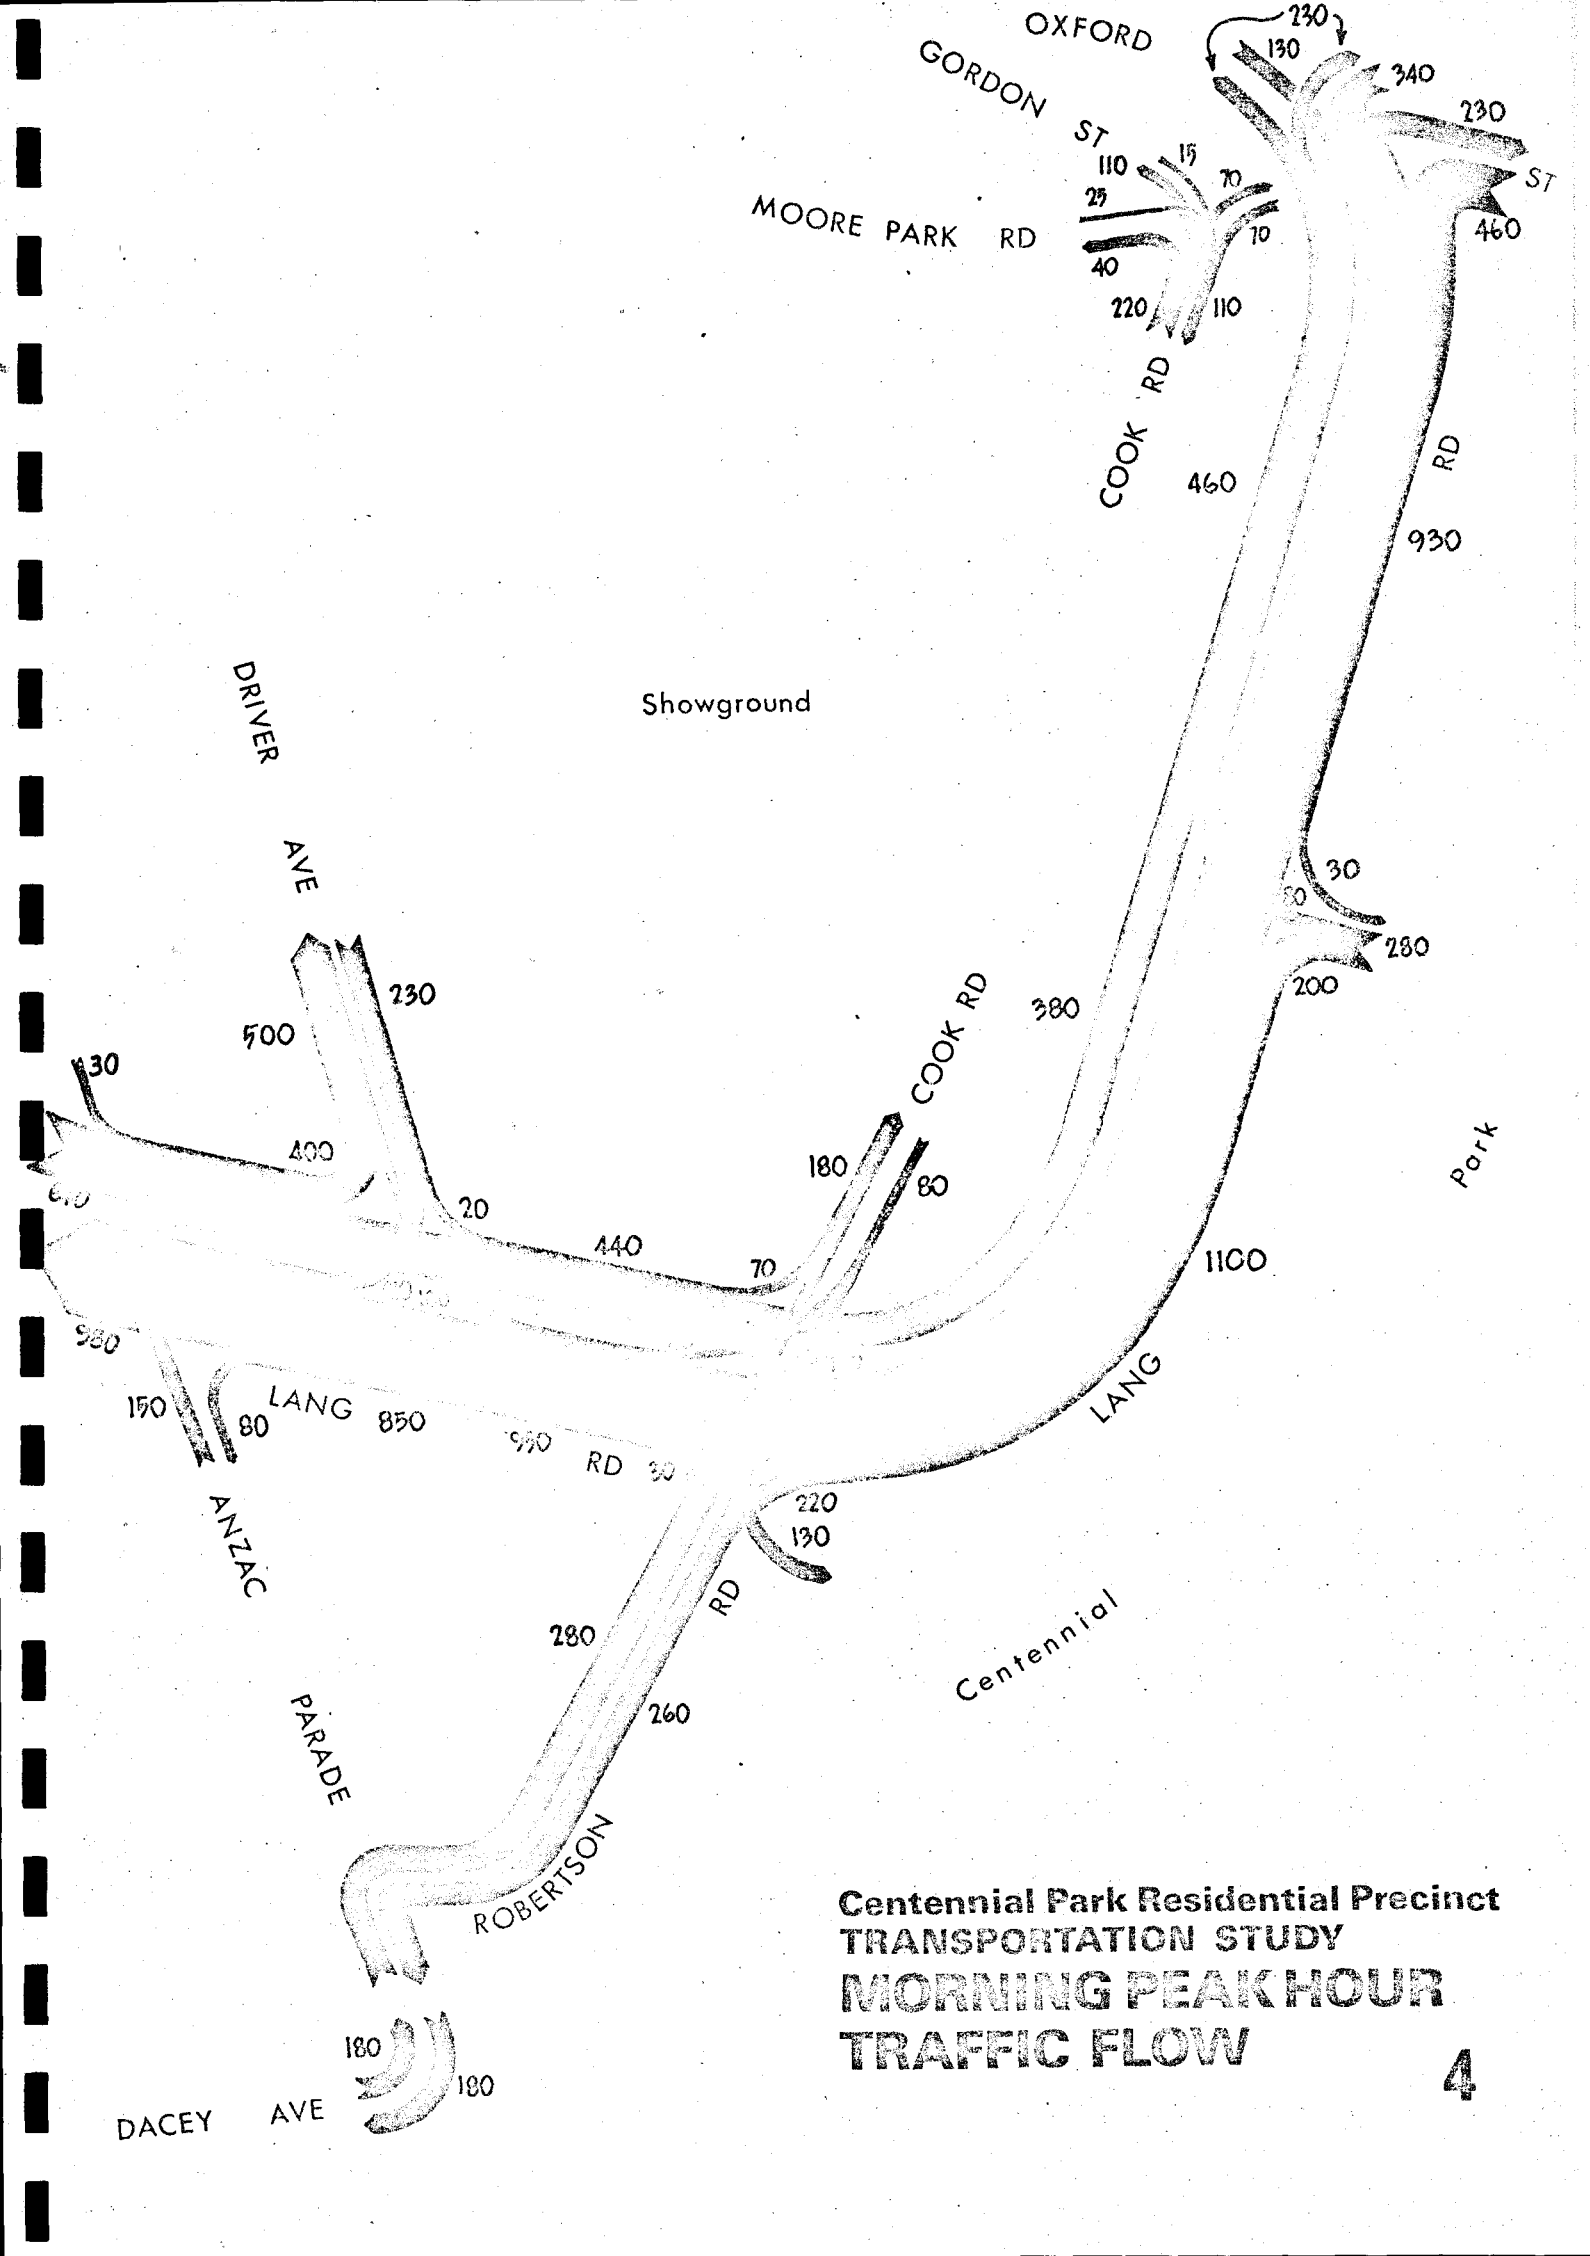 OXFORD
230
130
340
230
ST
460
GORDON ST
110
15
70
25
70
MOORE PARK RD
40
220
110
COOK RD
460
RD
930
Showground
DRIVER AVE
30
280
200
230
500
380
COOK RD
30
400
180
80
20
440
70
1100
Park
980
150
80
LANG
850
RD
30
LANG
220
130
RD
ANZAC PARADE
280
260
Centennial
ROBERTSON
180
180
DACEY AVE
Centennial Park Residential Precinct
TRANSPORTATION STUDY
MORNING PEAK HOUR
TRAFFIC FLOW
4